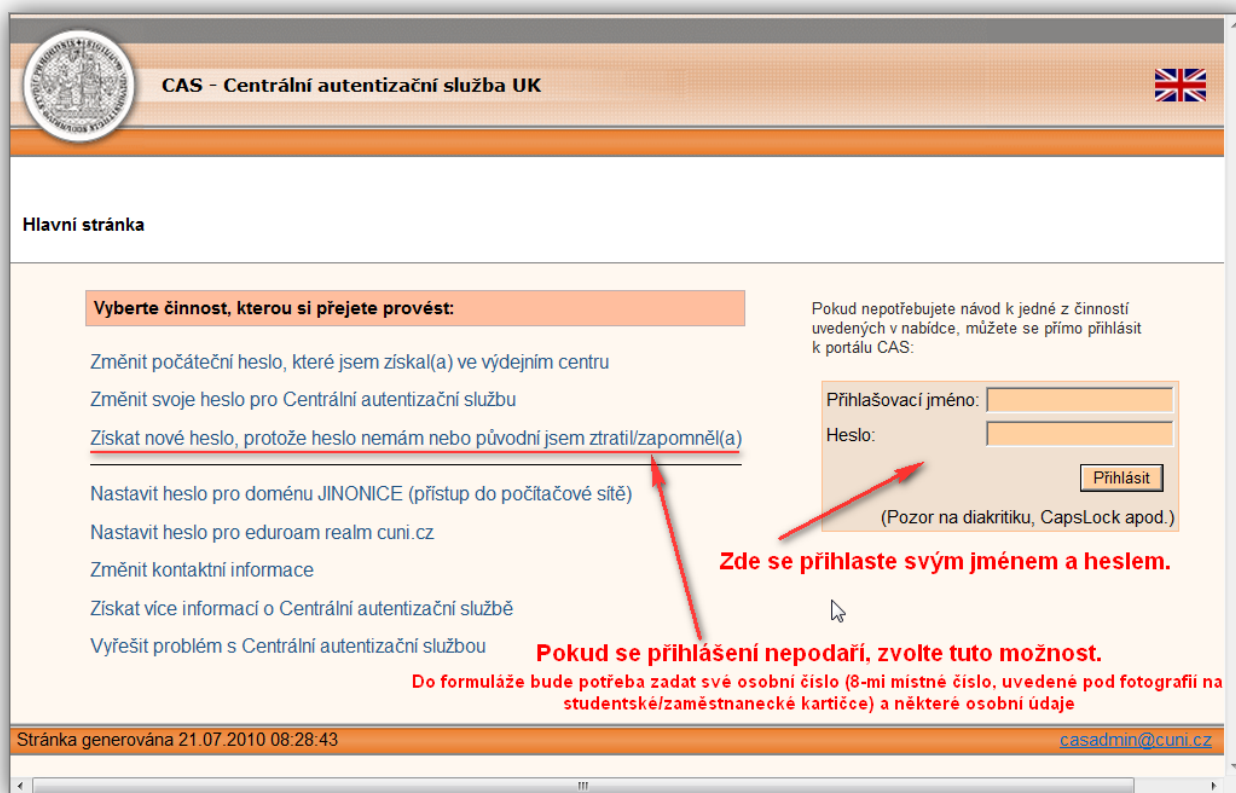 CAS - Centrální autentizační služba UK
Hlavní stránka
Vyberte činnost, kterou si přejete provést:
Změnit počáteční heslo, které jsem získal(a) ve výdejním centru
Změnit svoje heslo pro Centrální autentizační službu
Získat nové heslo, protože heslo nemám nebo původní jsem ztratil/zapomněl(a)
Nastavit heslo pro doménu JINONICE (přístup do počítačové sítě)
Nastavit heslo pro eduroam realm cuni.cz
Změnit kontaktní informace
Získat více informací o Centrální autentizační službě
Vyřešit problém s Centrální autentizační službou
Pokud nepotřebujete návod k jedné z činností
uvedených v nabídce, můžete se přímo přihlásit
k portálu CAS:
Přihlašovací jméno:
Heslo:
Přihlásit
(Pozor na diakritiku, CapsLock apod.)
Zde se přihlaste svým jménem a heslem.
Pokud se přihlášení nepodaří, zvolte tuto možnost.
Do formuláže bude potřeba zadat své osobní číslo (8-mi místné číslo, uvedené pod fotografií na
studentské/zaměstnanecké kartičce) a některé osobní údaje
Stránka generována 21.07.2010 08:28:43
casadmin@cuni.cz